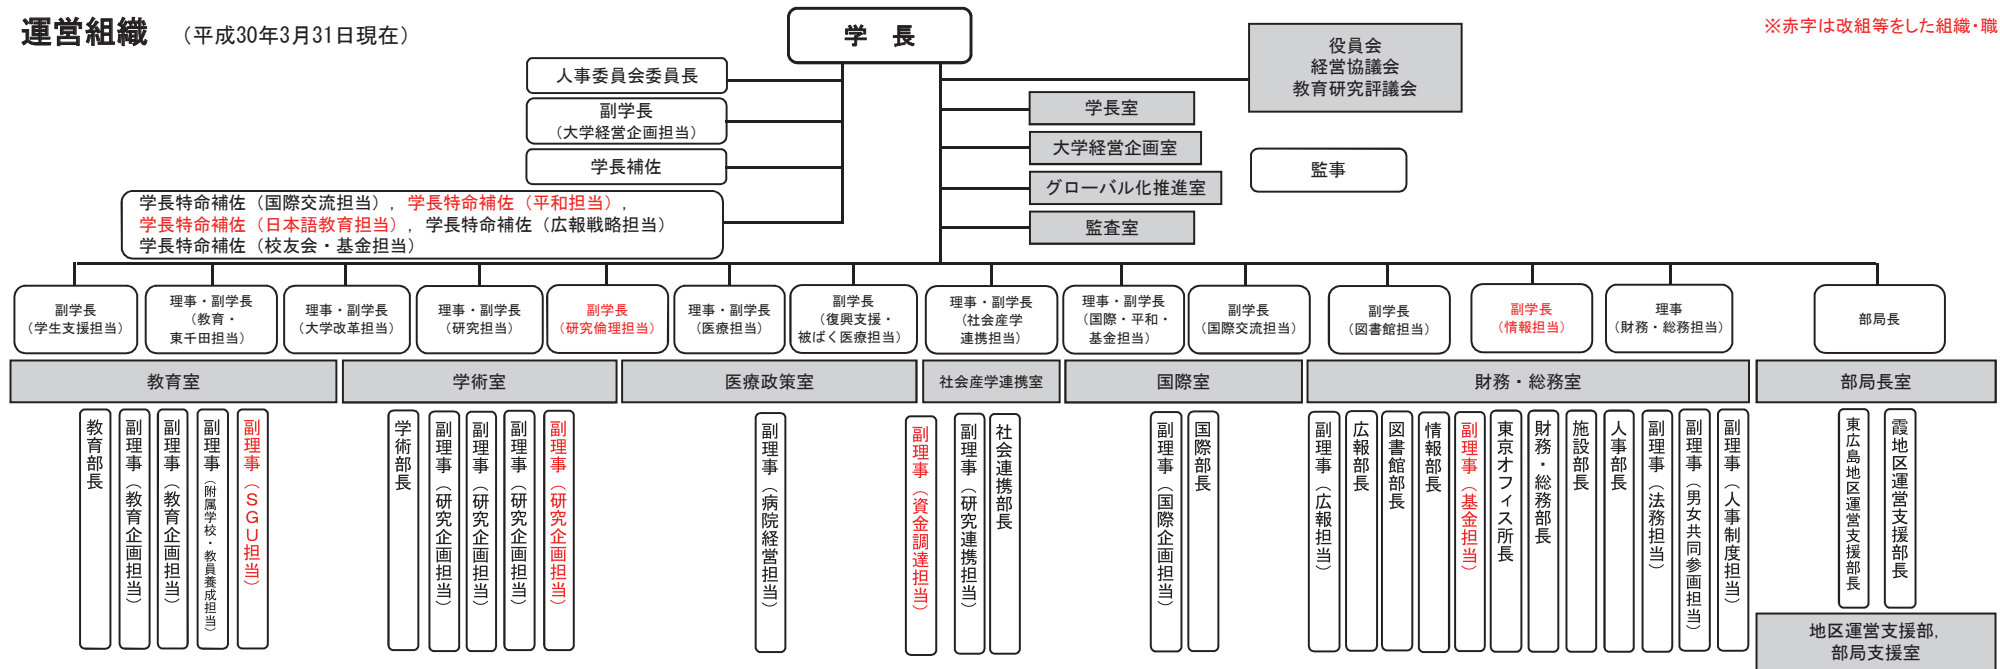 運営組織 （平成30年3月31日現在）
学　長
※赤字は改組等をした組織・職
役員会
経営協議会
教育研究評議会
人事委員会委員長
副学長
（大学経営企画担当）
学長補佐
学長特命補佐（国際交流担当），学長特命補佐（平和担当），
学長特命補佐（日本語教育担当），学長特命補佐（広報戦略担当）
学長特命補佐（校友会・基金担当）
学長室
大学経営企画室
グローバル化推進室
監査室
監事
副学長
（学生支援担当）
理事・副学長
（教育・
東千田担当）
理事・副学長
（大学改革担当）
理事・副学長
（研究担当）
副学長
（研究倫理担当）
理事・副学長
（医療担当）
副学長
（復興支援・
被ばく医療担当）
理事・副学長
（社会産学
連携担当）
理事・副学長
（国際・平和・
基金担当）
副学長
（国際交流担当）
副学長
（図書館担当）
副学長
（情報担当）
理事
（財務・総務担当）
部局長
教育室
学術室
医療政策室
社会産学連携室
国際室
財務・総務室
部局長室
教育部長
副理事（教育企画担当）
副理事（教育企画担当）
副理事（附属学校・教員養成担当）
副理事（ＳＧＵ担当）
学術部長
副理事（研究企画担当）
副理事（研究企画担当）
副理事（研究企画担当）
副理事（研究企画担当）
副理事（病院経営担当）
副理事（資金調達担当）
副理事（研究連携担当）
社会連携部長
副理事（国際企画担当）
国際部長
副理事（広報担当）
広報部長
図書館部長
情報部長
副理事（基金担当）
東京オフィス所長
財務・総務部長
施設部長
人事部長
副理事（法務担当）
副理事（男女共同参画担当）
副理事（人事制度担当）
東広島地区運営支援部長
霞地区運営支援部長
地区運営支援部，
部局支援室